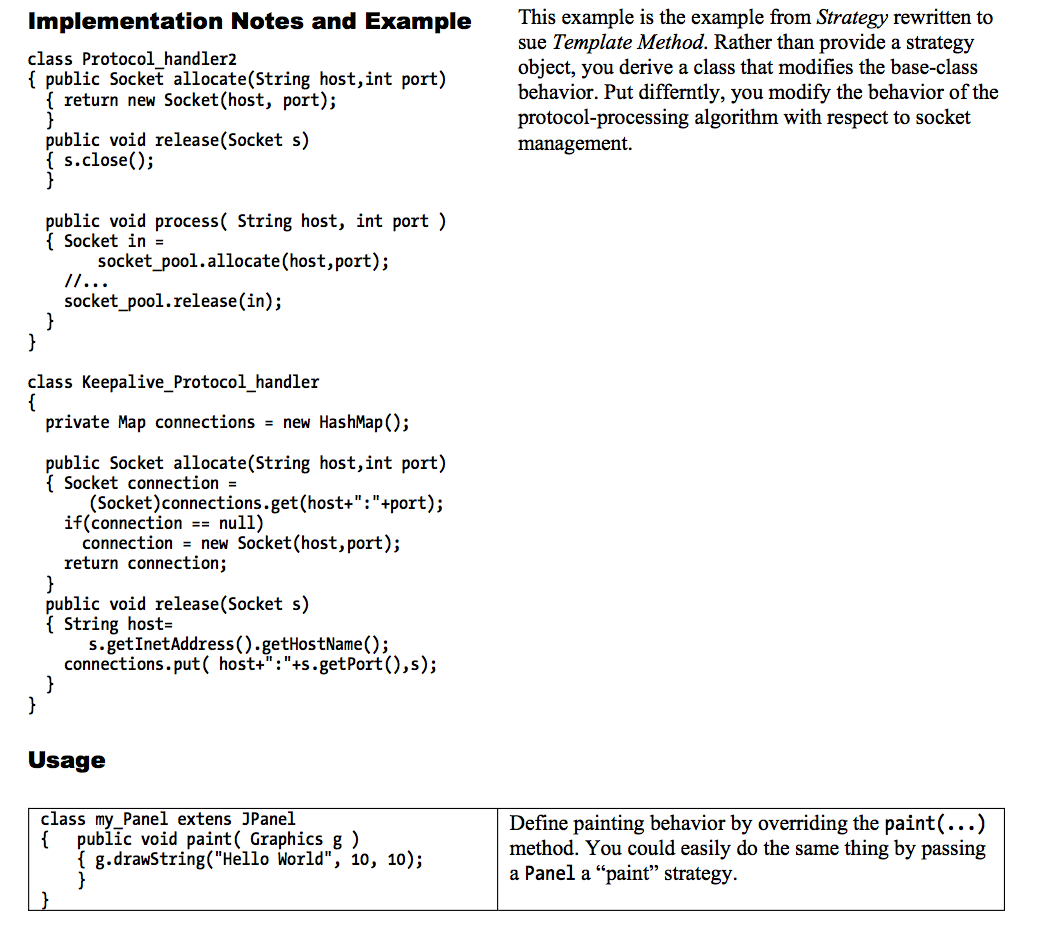 Implementation Notes and Example
class Protocol_handler2
{ public Socket allocate(String host,int port)
{ return new Socket(host, port);
}
public void release(Socket s)
{ s.close();
}
public void process( String host, int port )
{ Socket in =
socket_pool.allocate(host,port);
//...
socket_pool.release(in);
}
}
class Keepalive_Protocol_handler
{
private Map connections = new HashMap();
public Socket allocate(String host,int port)
{ Socket connection =
(Socket)connections.get(host+":"+port);
if(connection == null)
connection = new Socket(host,port);
return connection;
}
public void release(Socket s)
{ String host=
s.getInetAddress().getHostName();
connections.put( host+":"+s.getPort(),s);
}
}
This example is the example from Strategy rewritten to
sue Template Method. Rather than provide a strategy
object, you derive a class that modifies the base-class
behavior. Put differntly, you modify the behavior of the
protocol-processing algorithm with respect to socket
management.
Usage
class my_Panel extens JPanel
{ public void paint( Graphics g )
{ g.drawString("Hello World", 10, 10);
}
}
Define painting behavior by overriding the paint(...)
method. You could easily do the same thing by passing
a Panel a “paint” strategy.